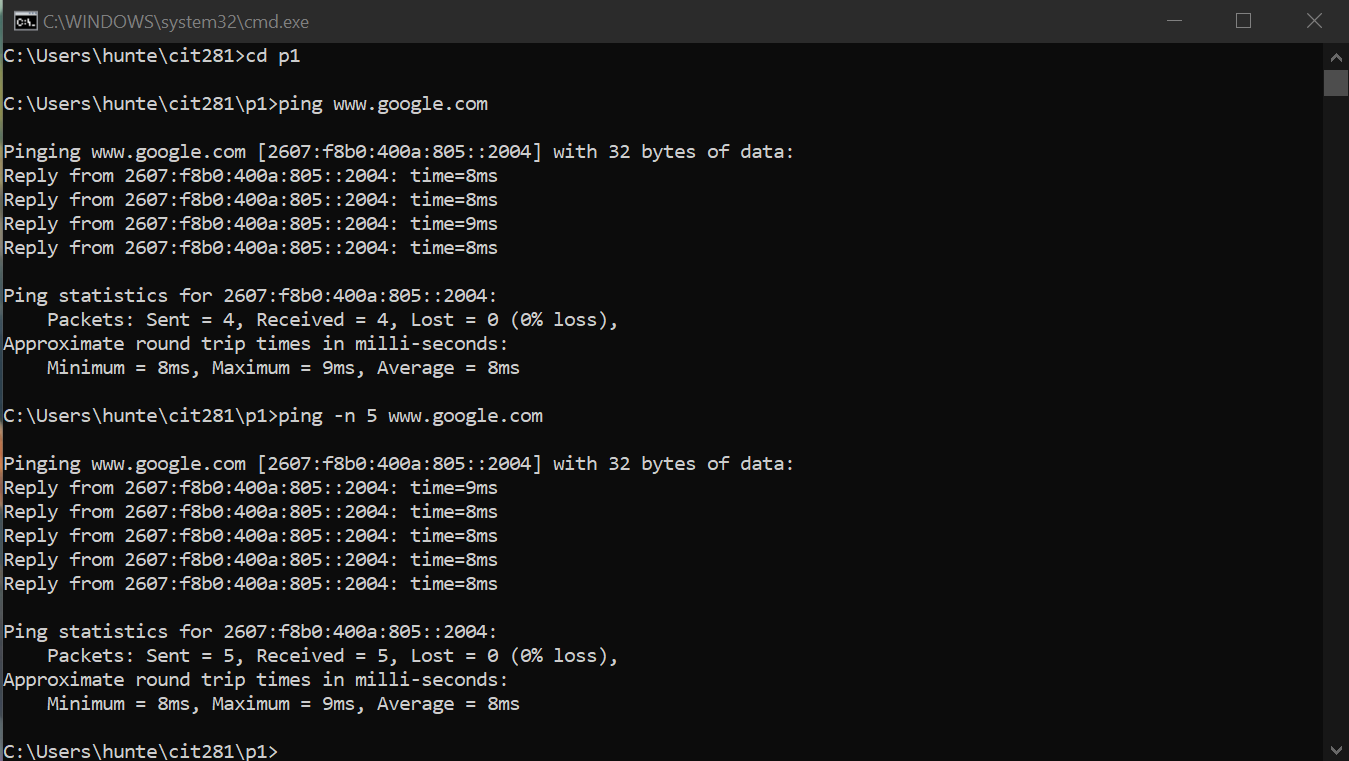 C:\WINDOWS\system32\cmd.exe
C:\Users\hunte\cit281>cd p1
C:\Users\hunte\cit281\p1>ping www.google.com
Pinging www.google.com [2607:f8b0:400a:805::2004] with 32 bytes of data:
Reply from 2607:f8b0:400a:805::2004: time=8ms
Reply from 2607:f8b0:400a:805::2004: time=8ms
Reply from 2607:f8b0:400a:805::2004: time=9ms
Reply from 2607:f8b0:400a:805::2004: time=8ms
Ping statistics for 2607:f8b0:400a:805::2004:
    Packets: Sent = 4, Received = 4, Lost = 0 (0% loss),
Approximate round trip times in milli-seconds:
    Minimum = 8ms, Maximum = 9ms, Average = 8ms
C:\Users\hunte\cit281\p1>ping -n 5 www.google.com
Pinging www.google.com [2607:f8b0:400a:805::2004] with 32 bytes of data:
Reply from 2607:f8b0:400a:805::2004: time=9ms
Reply from 2607:f8b0:400a:805::2004: time=8ms
Reply from 2607:f8b0:400a:805::2004: time=8ms
Reply from 2607:f8b0:400a:805::2004: time=8ms
Reply from 2607:f8b0:400a:805::2004: time=8ms
Ping statistics for 2607:f8b0:400a:805::2004:
    Packets: Sent = 5, Received = 5, Lost = 0 (0% loss),
Approximate round trip times in milli-seconds:
    Minimum = 8ms, Maximum = 9ms, Average = 8ms
C:\Users\hunte\cit281\p1>